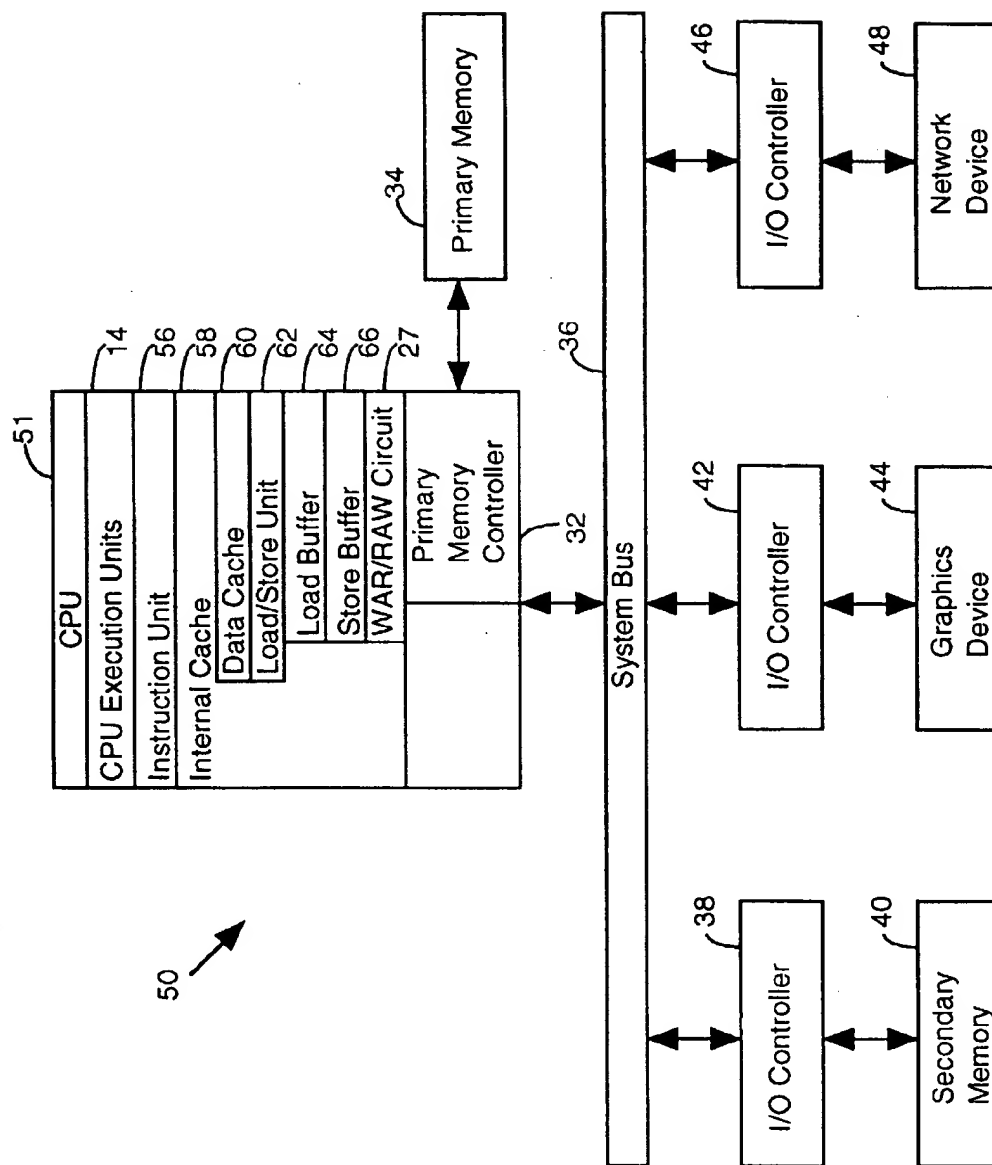 50
51
CPU
14
CPU Execution Units
56
Instruction Unit
58
Internal Cache
60
Data Cache
62
Load/Store Unit
64
Load Buffer
66
Store Buffer
27
WAR/RAW Circuit
Primary
Memory
Controller
32
34
Primary Memory
36
System Bus
38
I/O Controller
40
Secondary
Memory
42
I/O Controller
44
Graphics
Device
46
I/O Controller
48
Network
Device